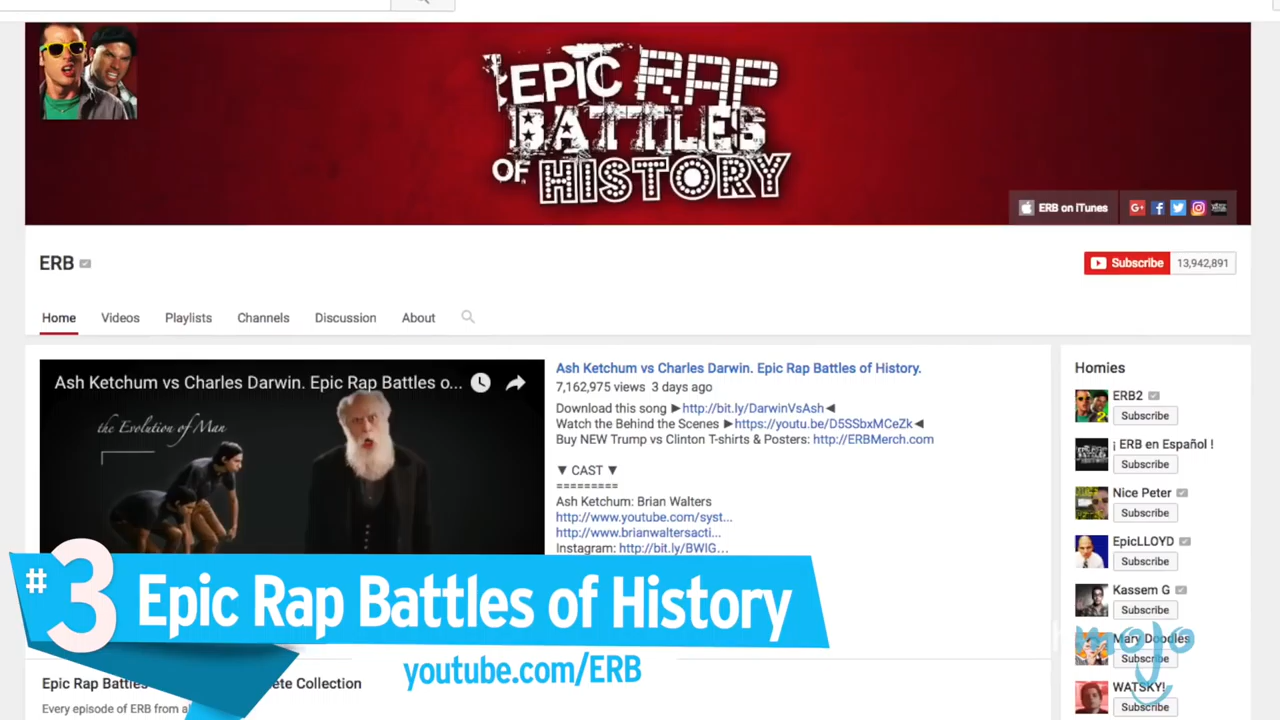 EPIC RAP
BATTLES
OF HISTORY
ERB on iTunes
ERB
Subscribe 13,942,891
Home Videos Playlists Channels Discussion About
Ash Ketchum vs Charles Darwin. Epic Rap Battles o...
the Evolution of Man
Ash Ketchum vs Charles Darwin. Epic Rap Battles of History.
7,162,975 views 3 days ago
Download this song ►http://bit.ly/DarwinVsAsh◄
Watch the Behind the Scenes ►https://youtu.be/D5SSbxMCeZk◄
Buy NEW Trump vs Clinton T-shirts & Posters: http://ERBMerch.com
▼ CAST ▼
=========
Ash Ketchum: Brian Walters
http://www.youtube.com/syst...
http://www.brianwaltersacti...
Instagram: http://bit.ly/BWIG...
Homies
ERB2
Subscribe
¡ ERB en Español !
Subscribe
Nice Peter
Subscribe
EpicLLOYD
Subscribe
Kassem G
Subscribe
Mary Doodles
Subscribe
WATSKY!
Subscribe
#3 Epic Rap Battles of History
youtube.com/ERB
mojo
Epic Rap Battles
ete Collection
Every episode of ERB from